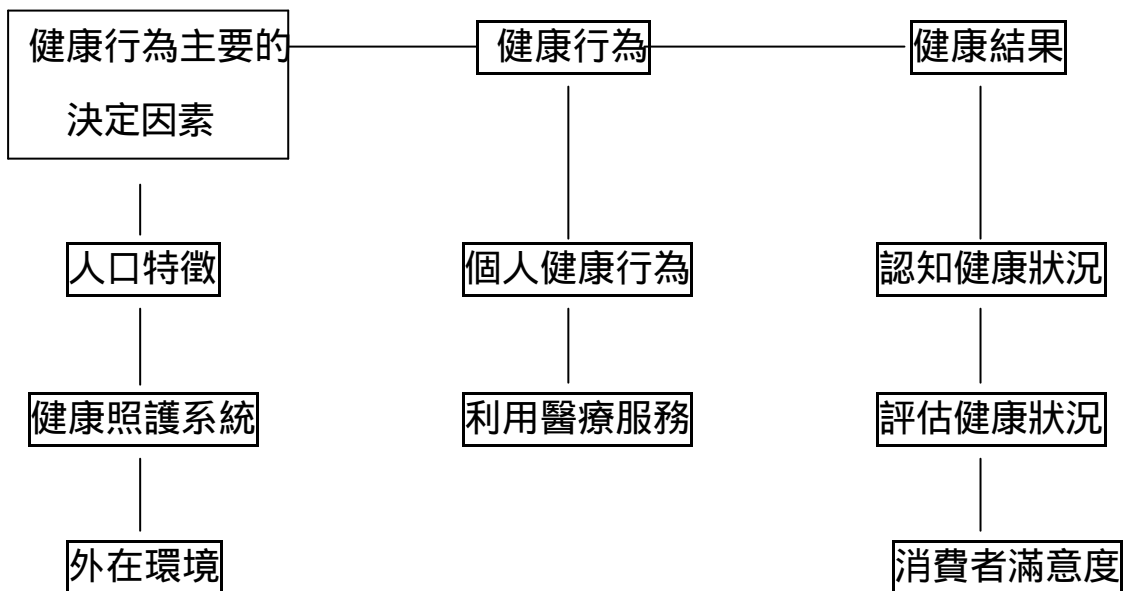 健康行為主要的
決定因素
健康行為
健康結果
人口特徵
個人健康行為
認知健康狀況
健康照護系統
利用醫療服務
評估健康狀況
外在環境
消費者滿意度